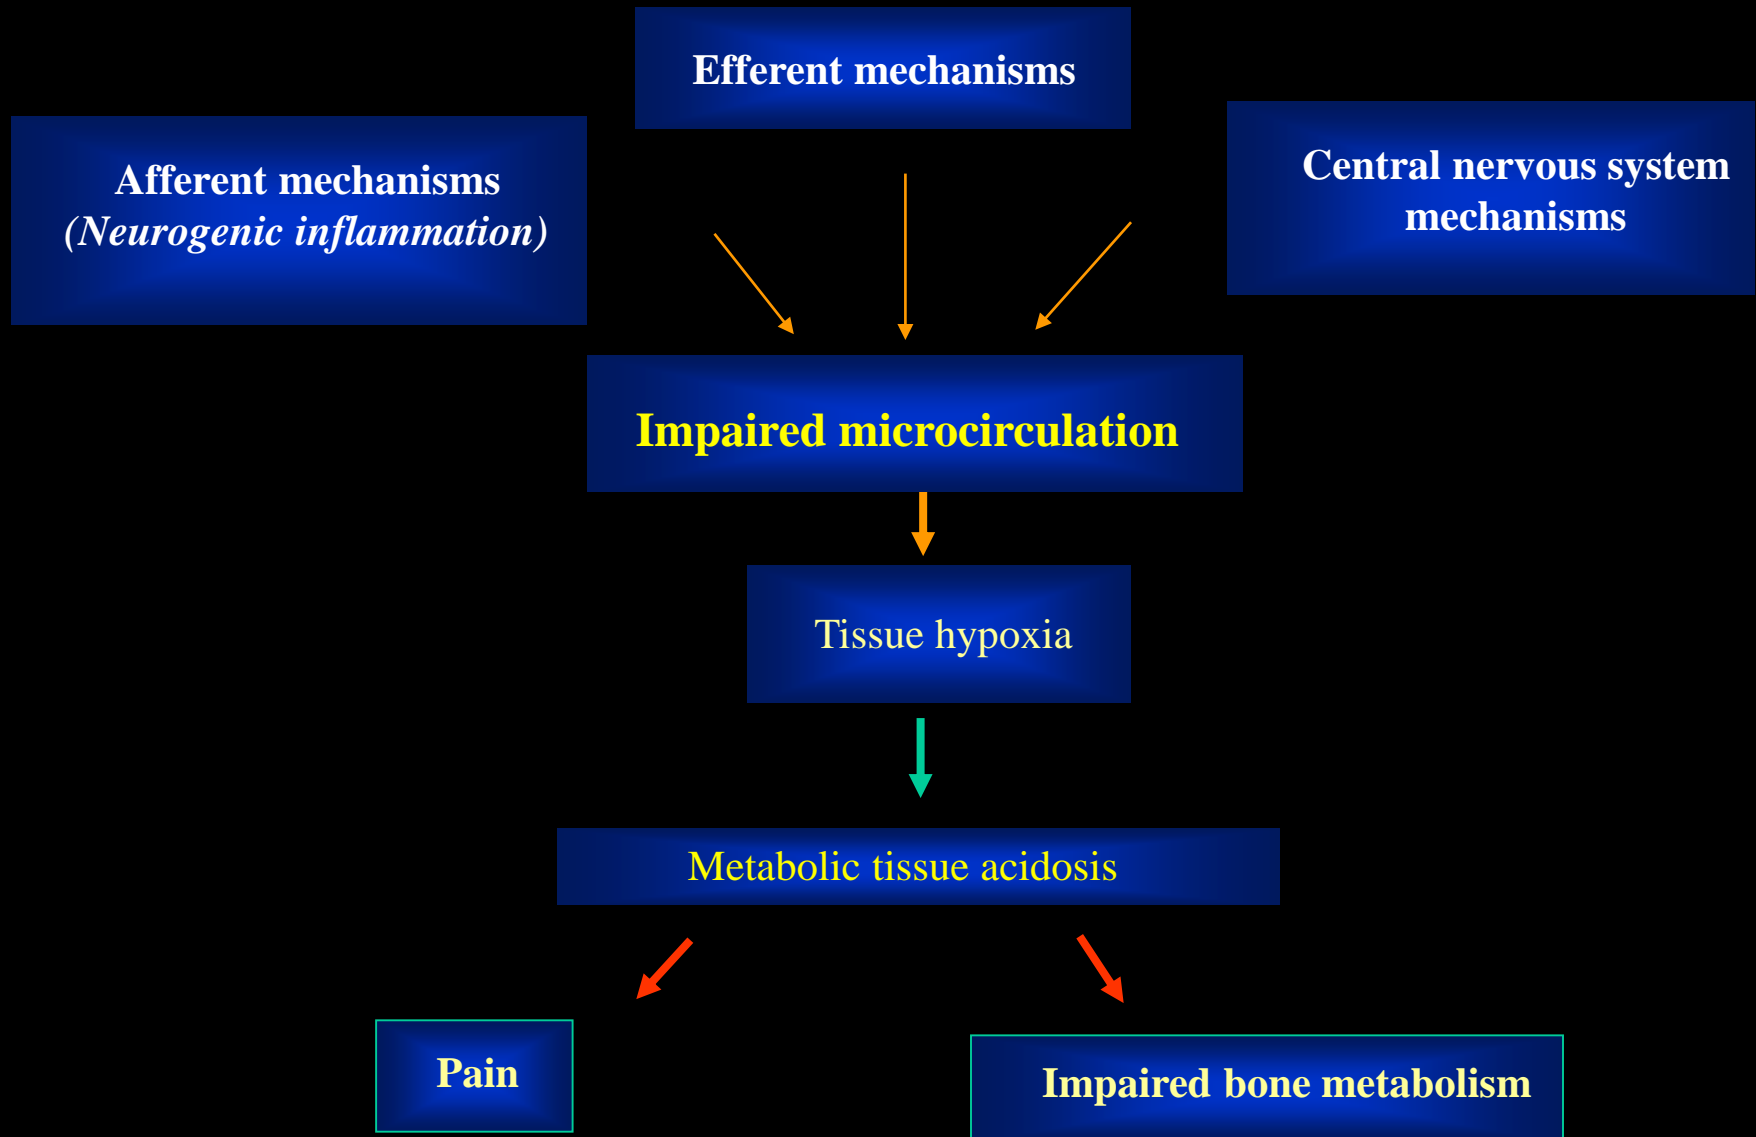 Efferent mechanisms
Afferent mechanisms
(Neurogenic inflammation)
Central nervous system
mechanisms
Impaired microcirculation
Tissue hypoxia
Metabolic tissue acidosis
Pain
Impaired bone metabolism